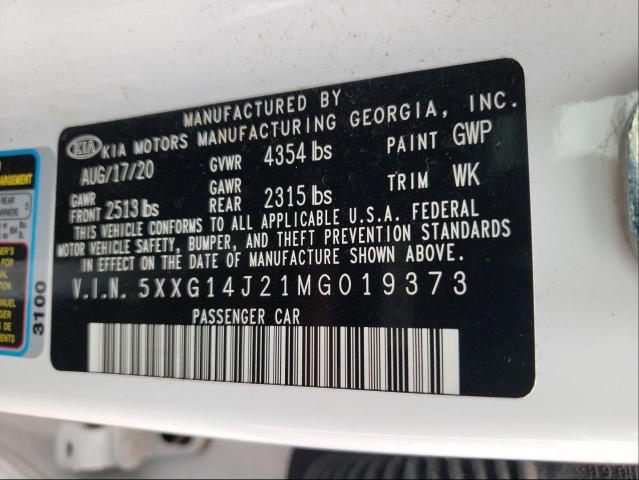 MANUFACTURED BY
KIA KIA MOTORS MANUFACTURING GEORGIA, INC.
AUG/17/20 GVWR 4354 lbs PAINT GWP
GAWR FRONT 2513 lbs GAWR REAR 2315 lbs TRIM WK
THIS VEHICLE CONFORMS TO ALL APPLICABLE U.S.A. FEDERAL
MOTOR VEHICLE SAFETY, BUMPER, AND THEFT PREVENTION STANDARDS
IN EFFECT ON THE DATE OF MANUFACTURE SHOWN ABOVE.
V.I.N. 5XXG14J21MG019373
PASSENGER CAR
REAR
3100